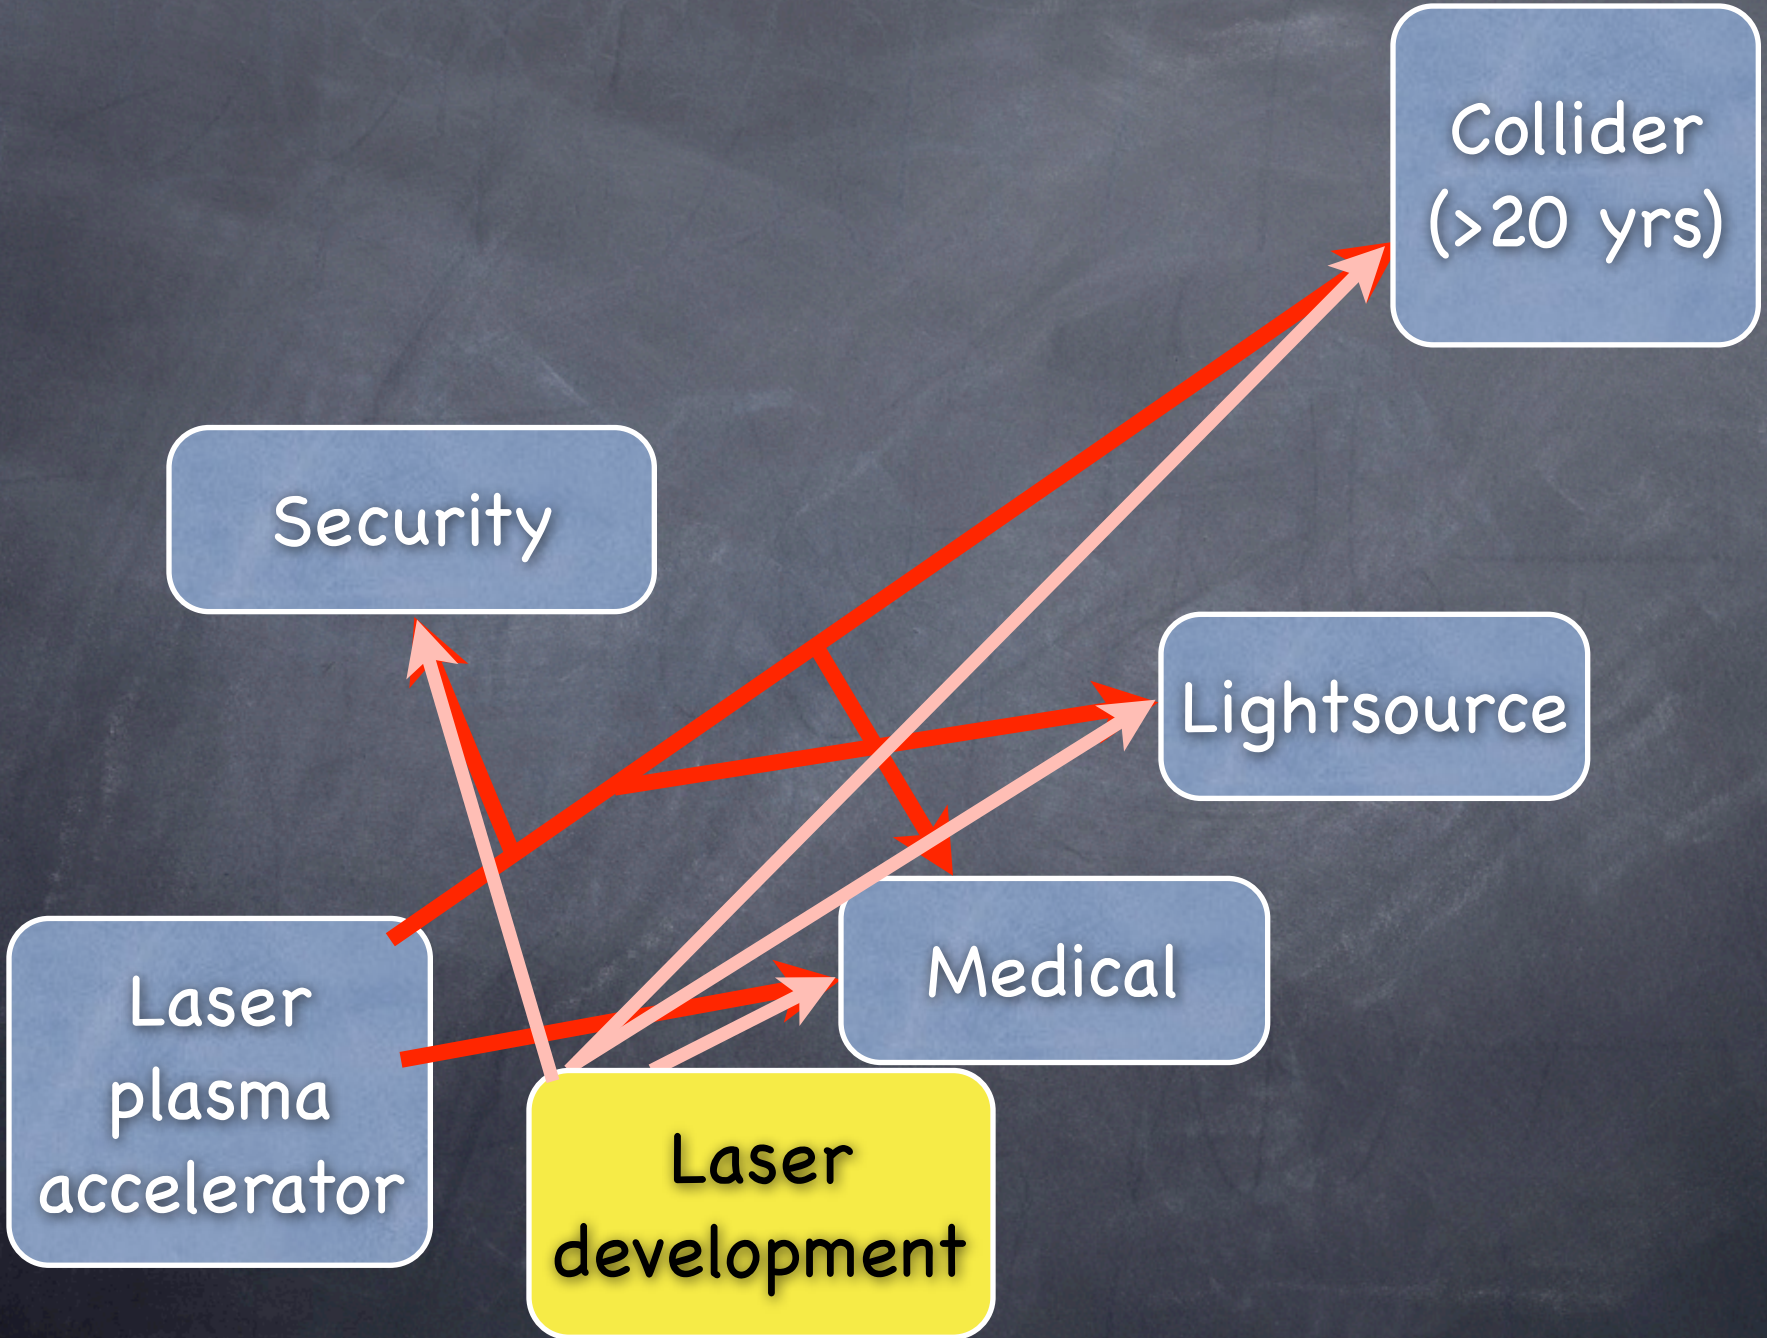 Collider
(>20 yrs)
Security
Lightsource
Medical
Laser
plasma
accelerator
Laser
development